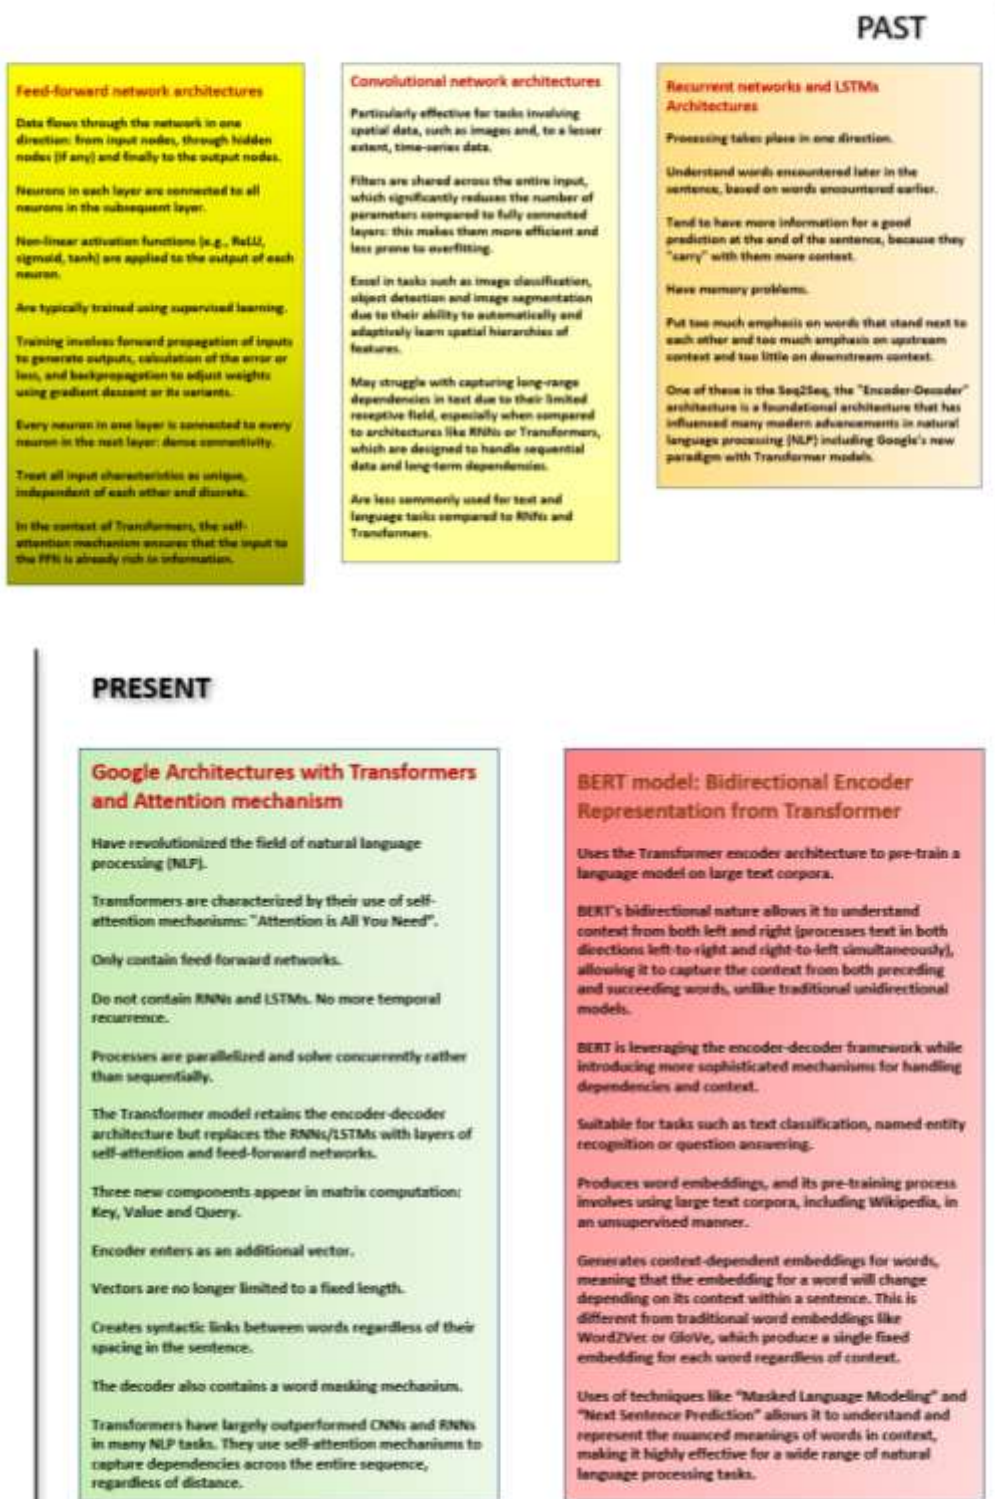 PAST
Feed-forward network architectures
Data flows through the network in one
direction: from input nodes, through hidden
nodes (if any) and finally to the output nodes.
Neurons in each layer are connected to all
neurons in the subsequent layer.
Non-linear activation functions (e.g., ReLU,
sigmoid, tanh) are applied to the output of each
neuron.
Are typically trained using supervised learning.
Training involves forward propagation of inputs
to generate outputs, calculation of the error or
loss, and backpropagation to adjust weights
using gradient descent or its variants.
Every neuron in one layer is connected to every
neuron in the next layer: dense connectivity.
Treat all input characteristics as unique,
independent of each other and discrete.
In the context of Transformers, the self-
attention mechanism ensures that the input to
the FFN is already rich in information.
Convolutional network architectures
Particularly effective for tasks involving
spatial data, such as images and, to a lesser
extent, time-series data.
Filters are shared across the entire input,
which significantly reduces the number of
parameters compared to fully connected
layers: this makes them more efficient and
less prone to overfitting.
Excel in tasks such as image classification,
object detection and image segmentation
due to their ability to automatically and
adaptively learn spatial hierarchies of
features.
May struggle with capturing long-range
dependencies in text due to their limited
receptive field, especially when compared
to architectures like RNNs or Transformers,
which are designed to handle sequential
data and long-term dependencies.
Are less commonly used for text and
language tasks compared to RNNs and
Transformers.
Recurrent networks and LSTMs
Architectures
Processing takes place in one direction.
Understand words encountered later in the
sentence, based on words encountered earlier.
Tend to have more information for a good
prediction at the end of the sentence, because they
"carry" with them more context.
Have memory problems.
Put too much emphasis on words that stand next to
each other and too much emphasis on upstream
context and too little on downstream context.
One of these is the Seq2Seq, the "Encoder-Decoder"
architecture is a foundational architecture that has
influenced many modern advancements in natural
language processing (NLP) including Google's new
paradigm with Transformer models.
PRESENT
Google Architectures with Transformers
and Attention mechanism
Have revolutionized the field of natural language
processing (NLP).
Transformers are characterized by their use of self-
attention mechanisms: "Attention is All You Need".
Only contain feed-forward networks.
Do not contain RNNs and LSTMs. No more temporal
recurrence.
Processes are parallelized and solve concurrently rather
than sequentially.
The Transformer model retains the encoder-decoder
architecture but replaces the RNNs/LSTMs with layers of
self-attention and feed-forward networks.
Three new components appear in matrix computation:
Key, Value and Query.
Encoder enters as an additional vector.
Vectors are no longer limited to a fixed length.
Creates syntactic links between words regardless of their
spacing in the sentence.
The decoder also contains a word masking mechanism.
Transformers have largely outperformed CNNs and RNNs
in many NLP tasks. They use self-attention mechanisms to
capture dependencies across the entire sequence,
regardless of distance.
BERT model: Bidirectional Encoder
Representation from Transformer
Uses the Transformer encoder architecture to pre-train a
language model on large text corpora.
BERT's bidirectional nature allows it to understand
context from both left and right (processes text in both
directions left-to-right and right-to-left simultaneously),
allowing it to capture the context from both preceding
and succeeding words, unlike traditional unidirectional
models.
BERT is leveraging the encoder-decoder framework while
introducing more sophisticated mechanisms for handling
dependencies and context.
Suitable for tasks such as text classification, named entity
recognition or question answering.
Produces word embeddings, and its pre-training process
involves using large text corpora, including Wikipedia, in
an unsupervised manner.
Generates context-dependent embeddings for words,
meaning that the embedding for a word will change
depending on its context within a sentence. This is
different from traditional word embeddings like
Word2Vec or GloVe, which produce a single fixed
embedding for each word regardless of context.
Uses of techniques like "Masked Language Modeling" and
"Next Sentence Prediction" allows it to understand and
represent the nuanced meanings of words in context,
making it highly effective for a wide range of natural
language processing tasks.